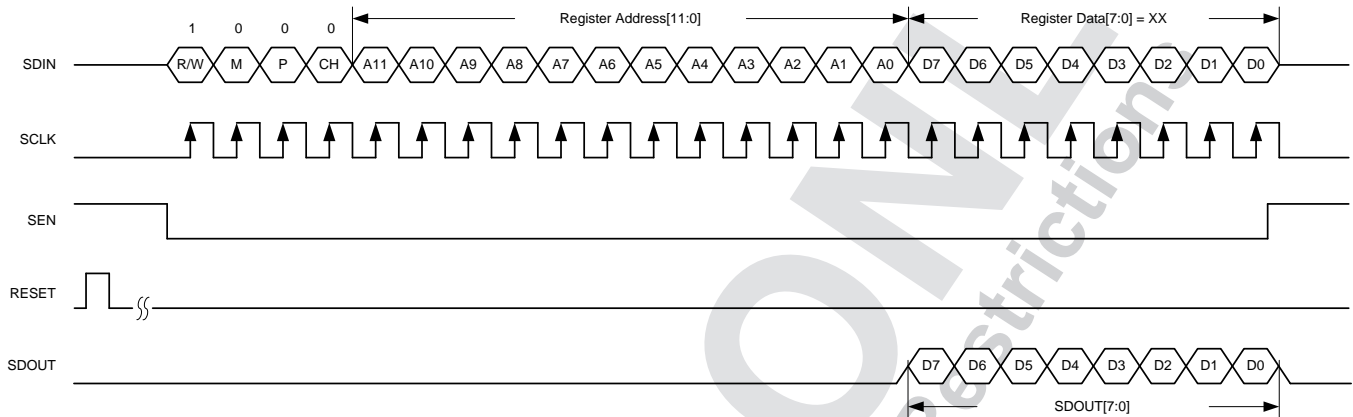 1 0 0 0 Register Address[11:0] Register Data[7:0] = XX
SDIN R/W M P CH A11 A10 A9 A8 A7 A6 A5 A4 A3 A2 A1 A0 D7 D6 D5 D4 D3 D2 D1 D0
SCLK
SEN
RESET
SDOUT D7 D6 D5 D4 D3 D2 D1 D0
SDOUT[7:0]